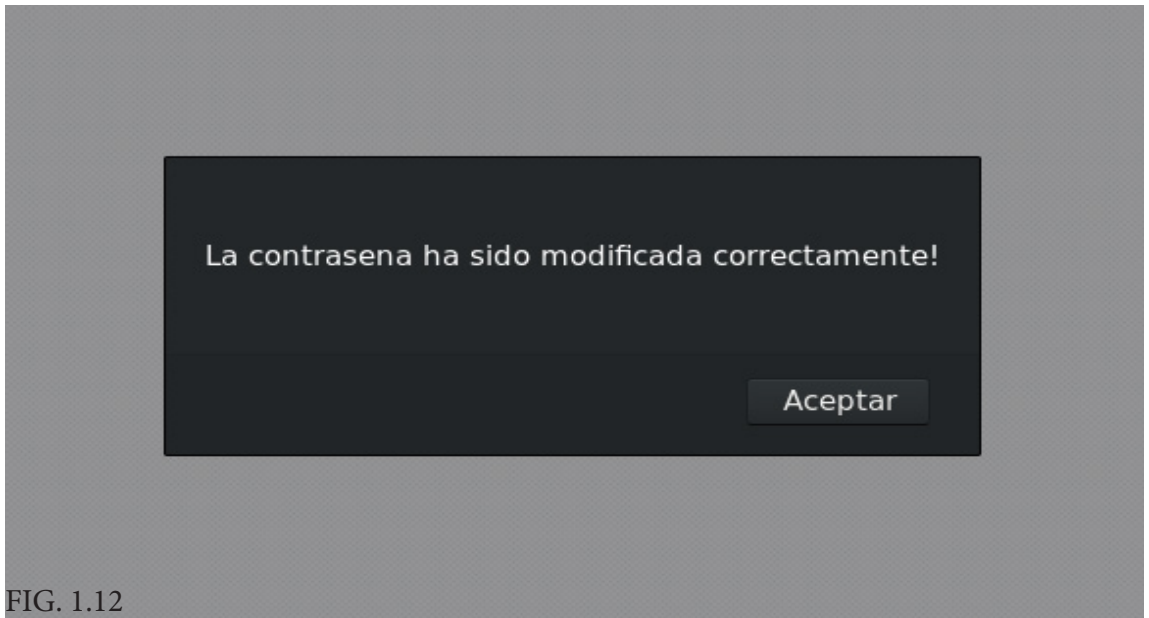 La contrasena ha sido modificada correctamente!
Aceptar
FIG. 1.12